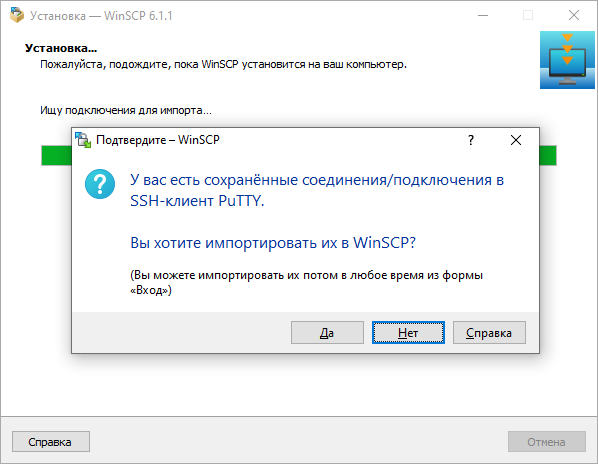 Установка — WinSCP 6.1.1
Установка...
Пожалуйста, подождите, пока WinSCP установится на ваш компьютер.
Ищу подключения для импорта...
Подтвердите – WinSCP
?
У вас есть сохранённые соединения/подключения в
SSH-клиент PuTTY.
Вы хотите импортировать их в WinSCP?
(Вы можете импортировать их потом в любое время из формы
«Вход»)
Да
Нет
Справка
Справка
Отмена